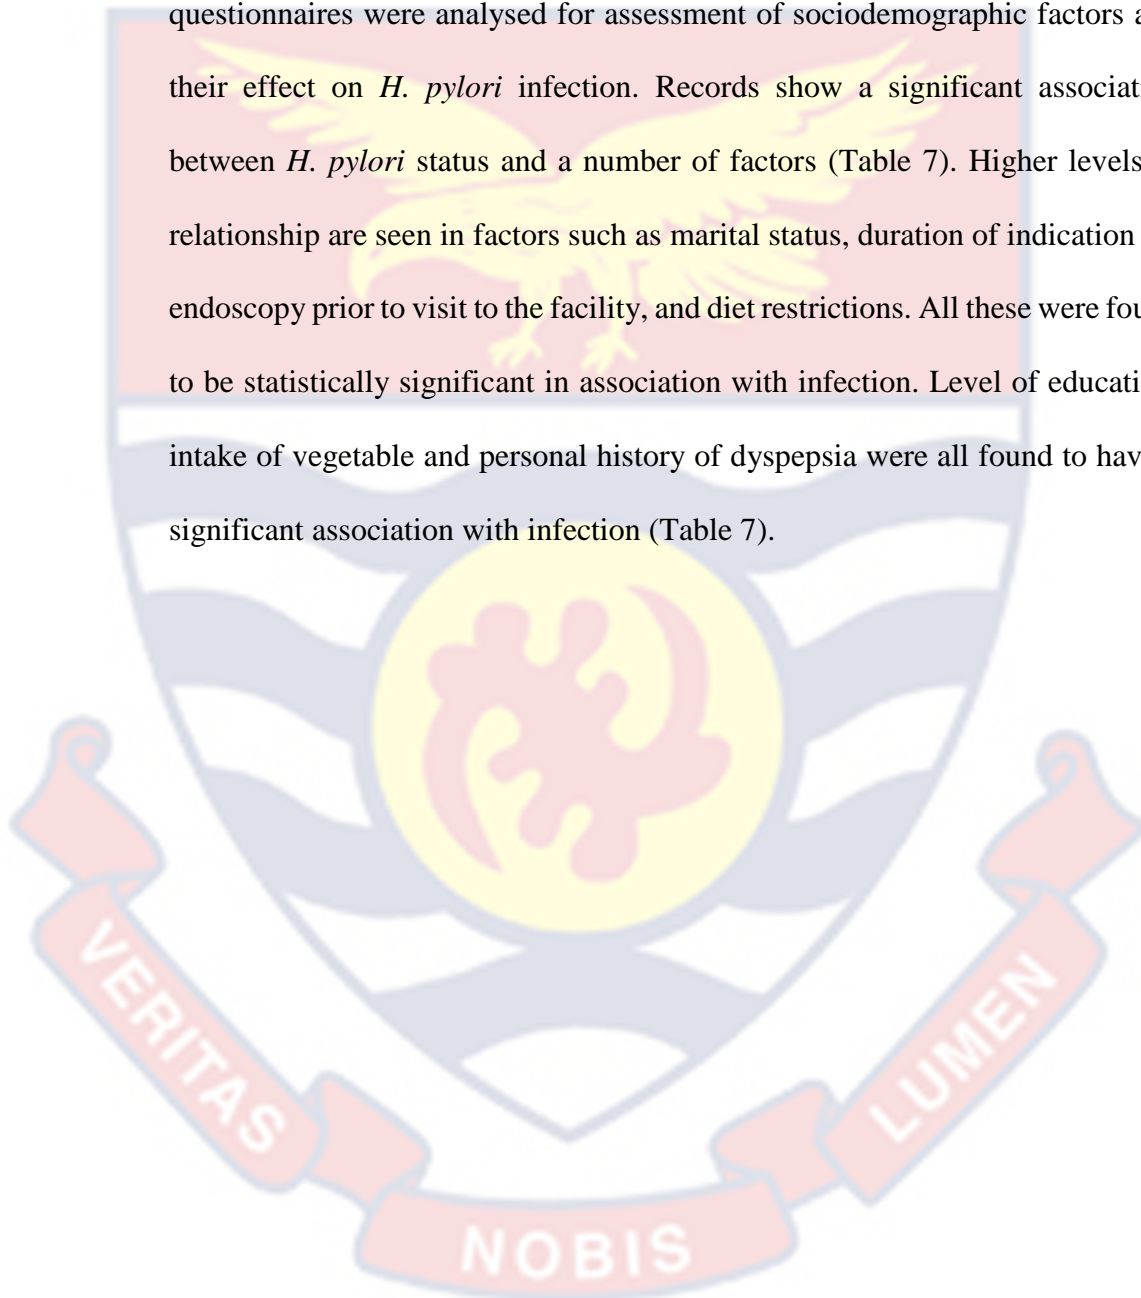 questionnaires were analysed for assessment of sociodemographic factors a
their effect on H. pylori infection. Records show a significant associati
between H. pylori status and a number of factors (Table 7). Higher levels
relationship are seen in factors such as marital status, duration of indication
endoscopy prior to visit to the facility, and diet restrictions. All these were fou
to be statistically significant in association with infection. Level of educati
intake of vegetable and personal history of dyspepsia were all found to hav
significant association with infection (Table 7).
VERITAS
NOBIS
LUMEN